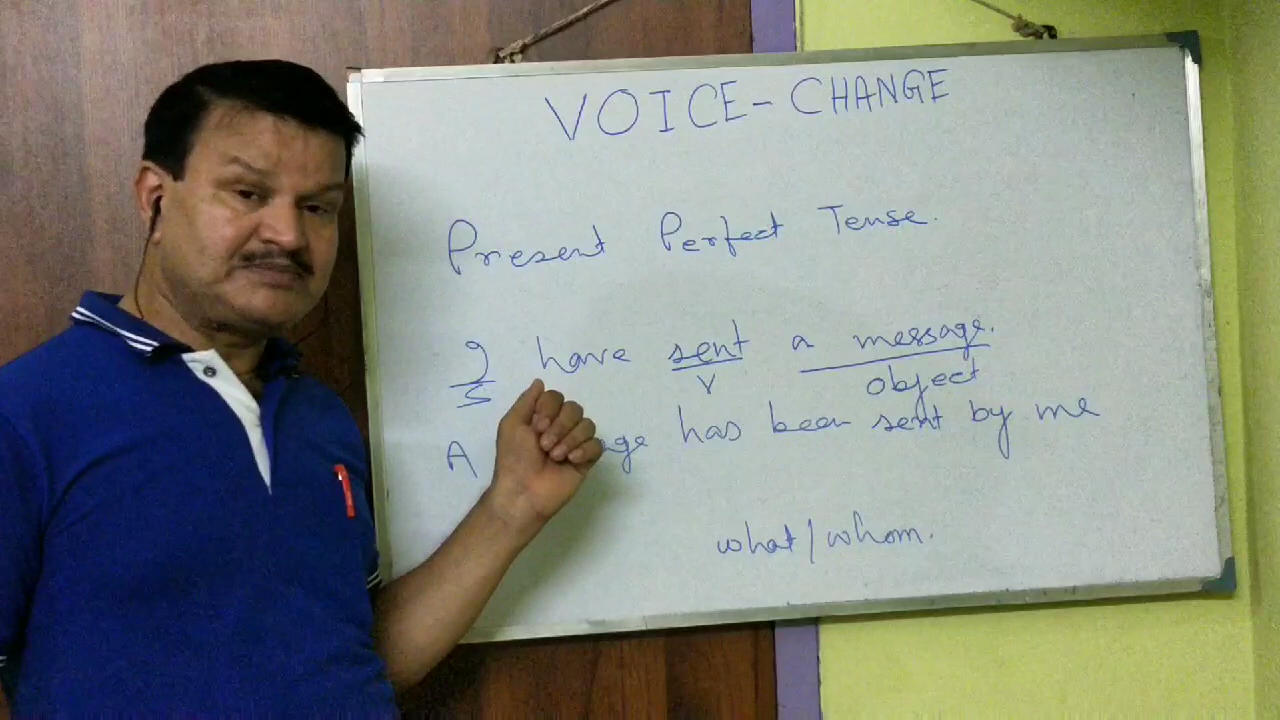 VOICE-CHANGE
Present Perfect Tense.
I have sent a message.
S V object
A has been sent by me
what/whom.